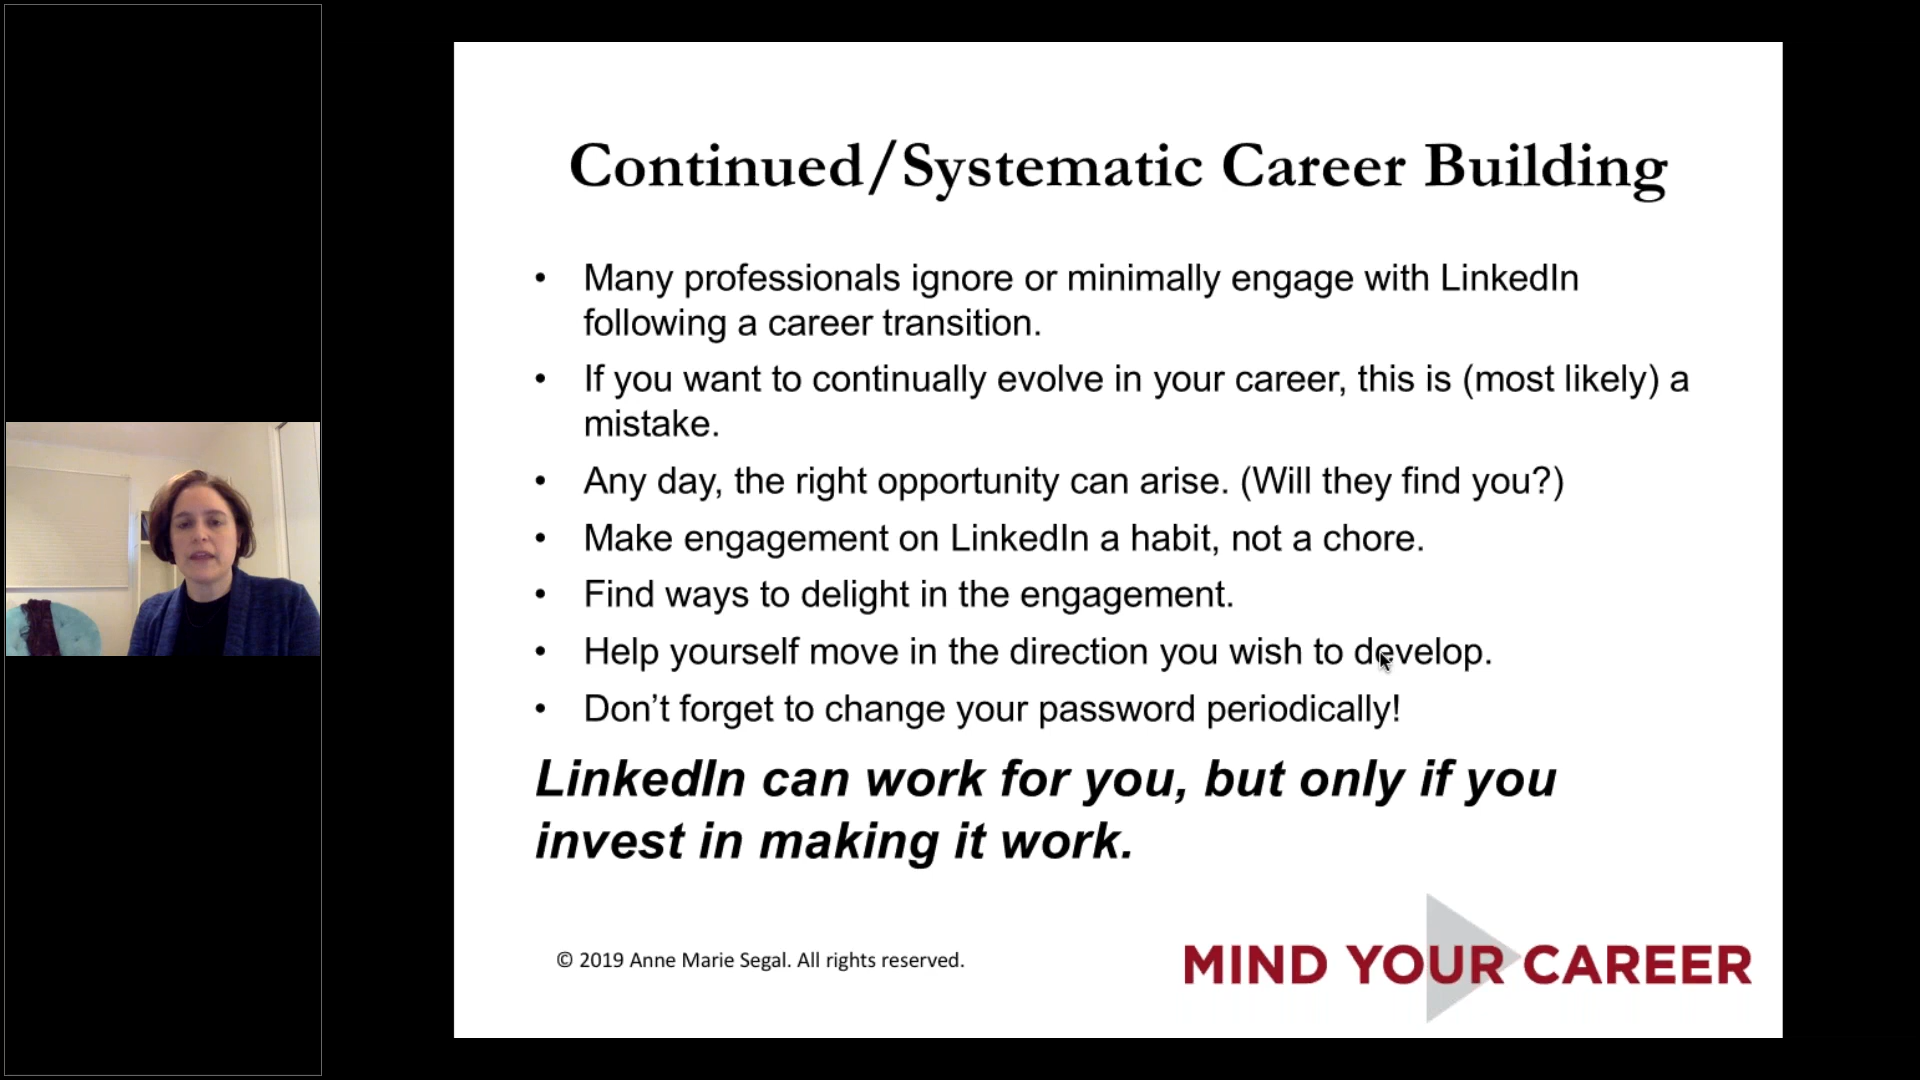 Continued/Systematic Career Building
• Many professionals ignore or minimally engage with LinkedIn
following a career transition.
• If you want to continually evolve in your career, this is (most likely) a
mistake.
• Any day, the right opportunity can arise. (Will they find you?)
• Make engagement on LinkedIn a habit, not a chore.
• Find ways to delight in the engagement.
• Help yourself move in the direction you wish to develop.
• Don’t forget to change your password periodically!
LinkedIn can work for you, but only if you
invest in making it work.
© 2019 Anne Marie Segal. All rights reserved.
MIND YOUR CAREER